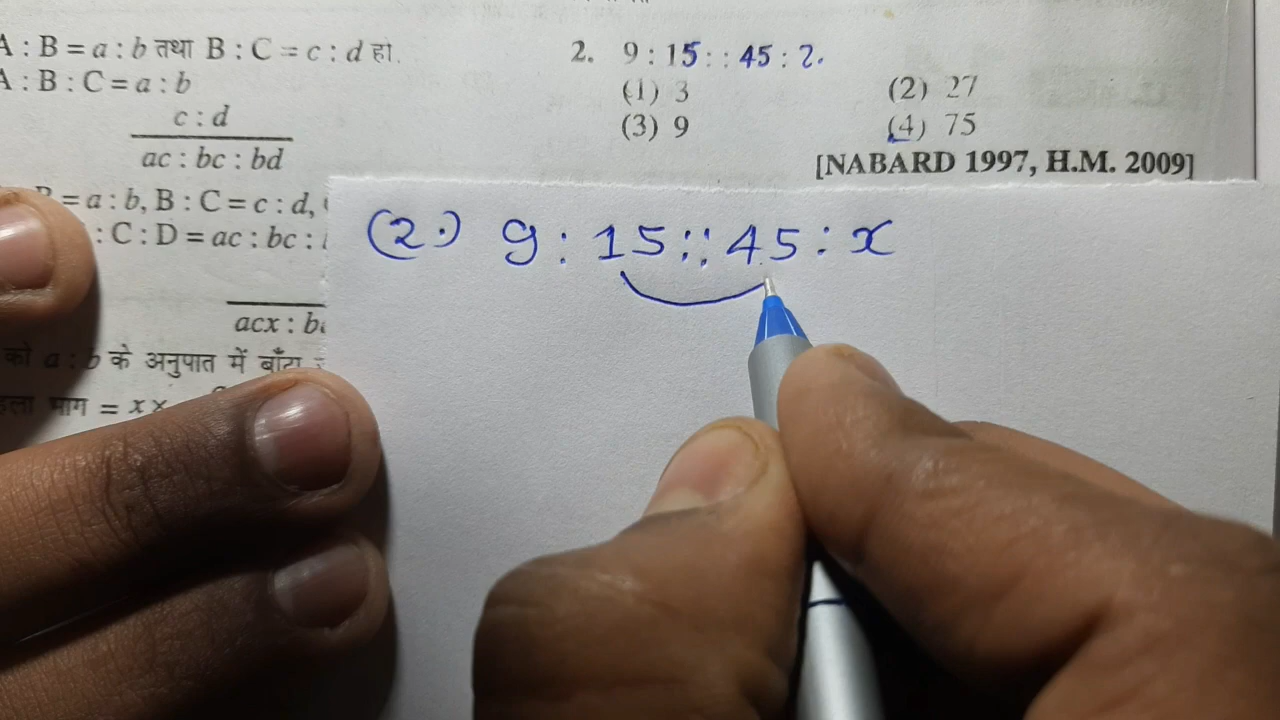 A : B = a : b तथा B : C = c : d हो.
A : B : C = a : b
c : d
ac : bc : bd
= a : b, B : C = c : d,
: C : D = ac : bc :
acx :
को a : b के अनुपात में बाँटा
भाग = x ×
2. 9 : 15 : : 45 : ?.
(1) 3 (2) 27
(3) 9 (4) 75
[NABARD 1997, H.M. 2009]
(2.) 9 : 15 :: 45 : x